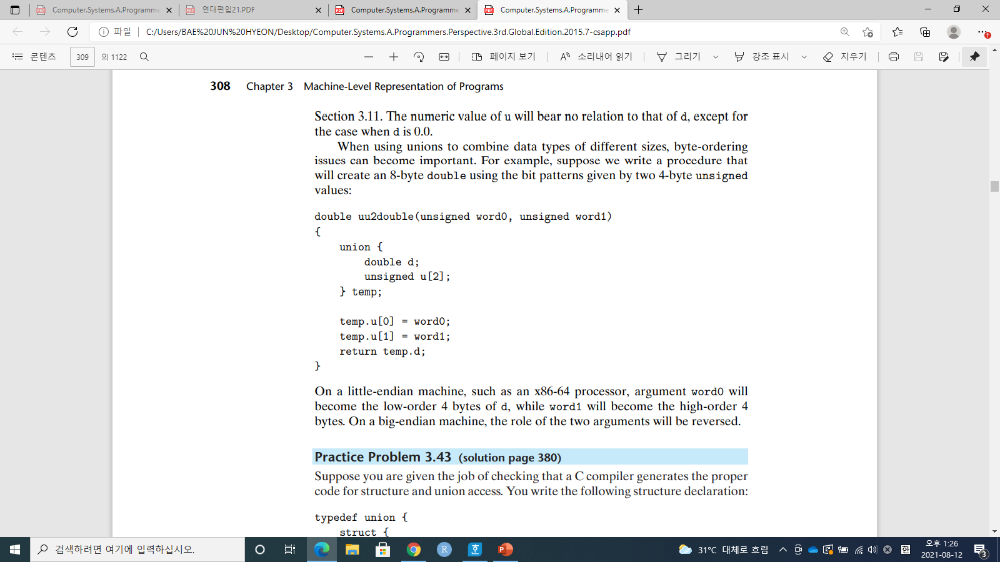 Computer.Systems.A.Programme
연대편입21.PDF
Computer.Systems.A.Programme
Computer.Systems.A.Programme
파일
C:/Users/BAE%20JUN%20HYEON/Desktop/Computer.Systems.A.Programmers.Perspective.3rd.Global.Edition.2015.7-csapp.pdf
콘텐츠
309
의 1122
페이지 보기
소리내어 읽기
그리기
강조 표시
지우기
308 Chapter 3 Machine-Level Representation of Programs
Section 3.11. The numeric value of u will bear no relation to that of d, except for
the case when d is 0.0.
When using unions to combine data types of different sizes, byte-ordering
issues can become important. For example, suppose we write a procedure that
will create an 8-byte double using the bit patterns given by two 4-byte unsigned
values:
double uu2double(unsigned word0, unsigned word1)
{
union {
double d;
unsigned u[2];
} temp;
temp.u[0] = word0;
temp.u[1] = word1;
return temp.d;
}
On a little-endian machine, such as an x86-64 processor, argument word0 will
become the low-order 4 bytes of d, while word1 will become the high-order 4
bytes. On a big-endian machine, the role of the two arguments will be reversed.
Practice Problem 3.43 (solution page 380)
Suppose you are given the job of checking that a C compiler generates the proper
code for structure and union access. You write the following structure declaration:
typedef union {
struct {
검색하려면 여기에 입력하십시오.
31°C 대체로 흐림
한
오후 1:26
2021-08-12
3